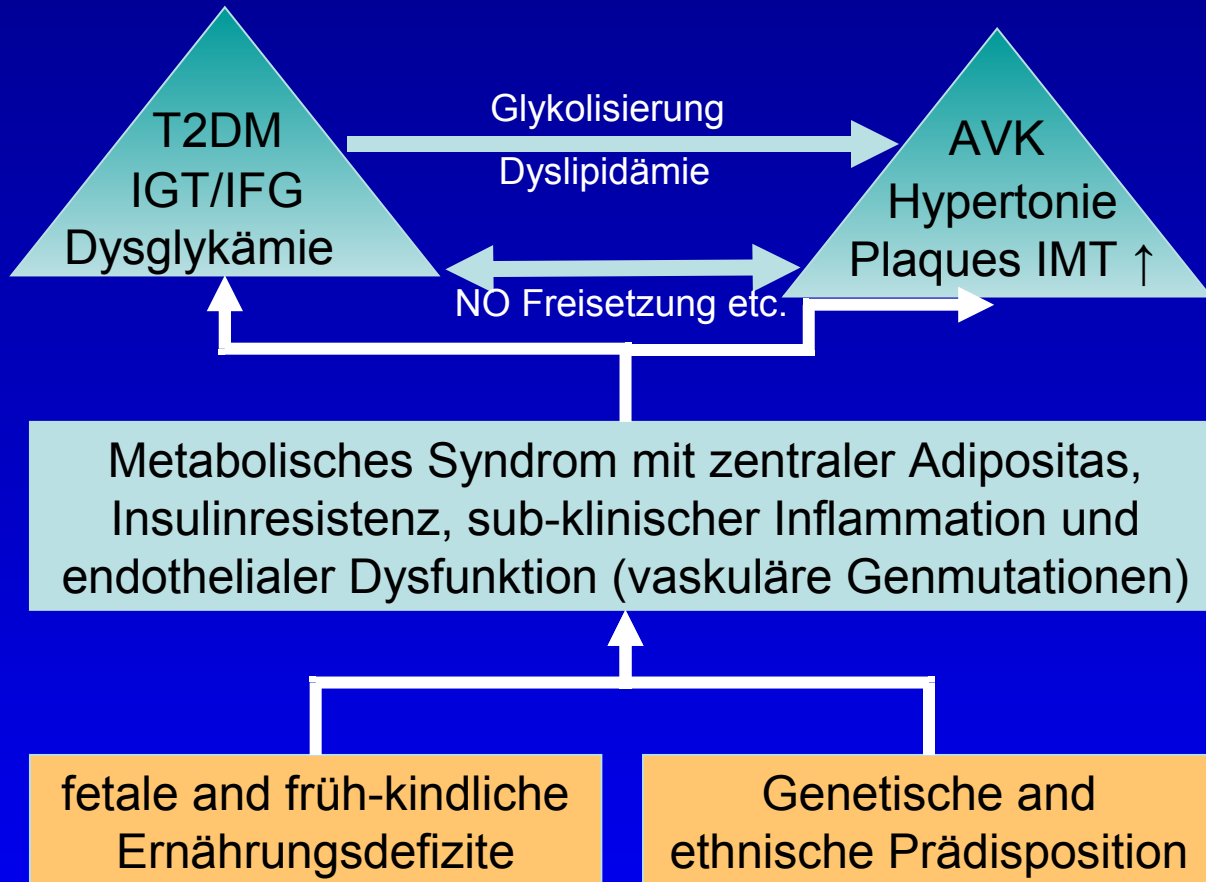 T2DM
IGT/IFG
Dysglykämie
Glykolisierung
Dyslipidämie
NO Freisetzung etc.
AVK
Hypertonie
Plaques IMT ↑
Metabolisches Syndrom mit zentraler Adipositas,
Insulinresistenz, sub-klinischer Inflammation und
endothelialer Dysfunktion (vaskuläre Genmutationen)
fetale and früh-kindliche
Ernährungsdefizite
Genetische and
ethnische Prädisposition